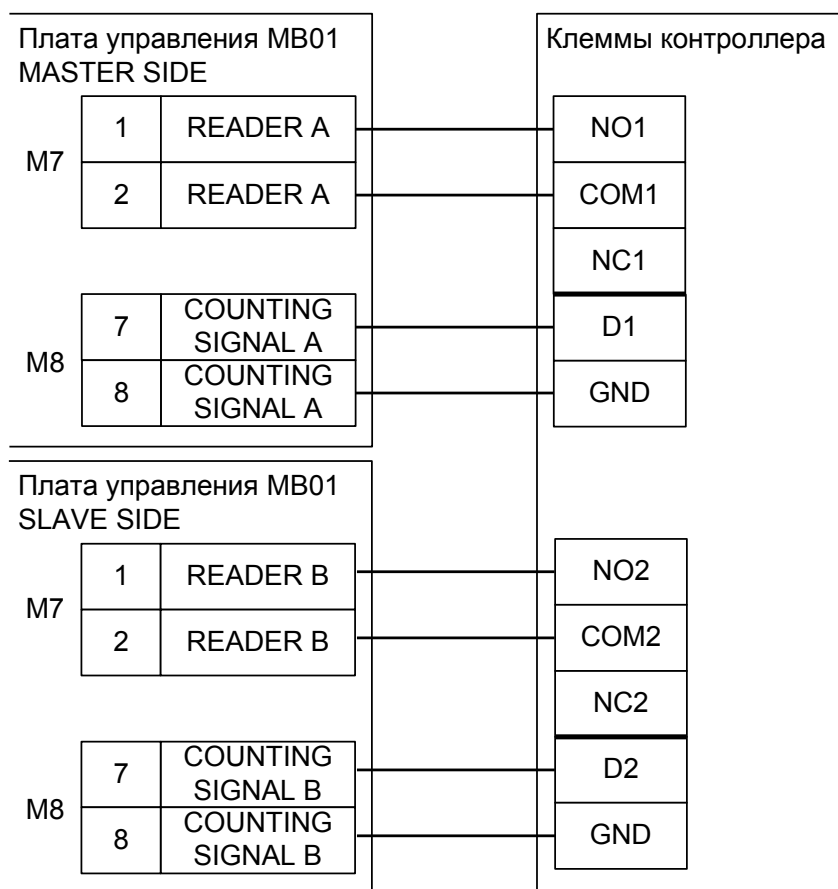 Плата управления MB01
MASTER SIDE
M7
1
READER A
2
READER A
M8
7
COUNTING
SIGNAL A
8
COUNTING
SIGNAL A
Клеммы контроллера
NO1
COM1
NC1
D1
GND
Плата управления MB01
SLAVE SIDE
M7
1
READER B
2
READER B
M8
7
COUNTING
SIGNAL B
8
COUNTING
SIGNAL B
NO2
COM2
NC2
D2
GND